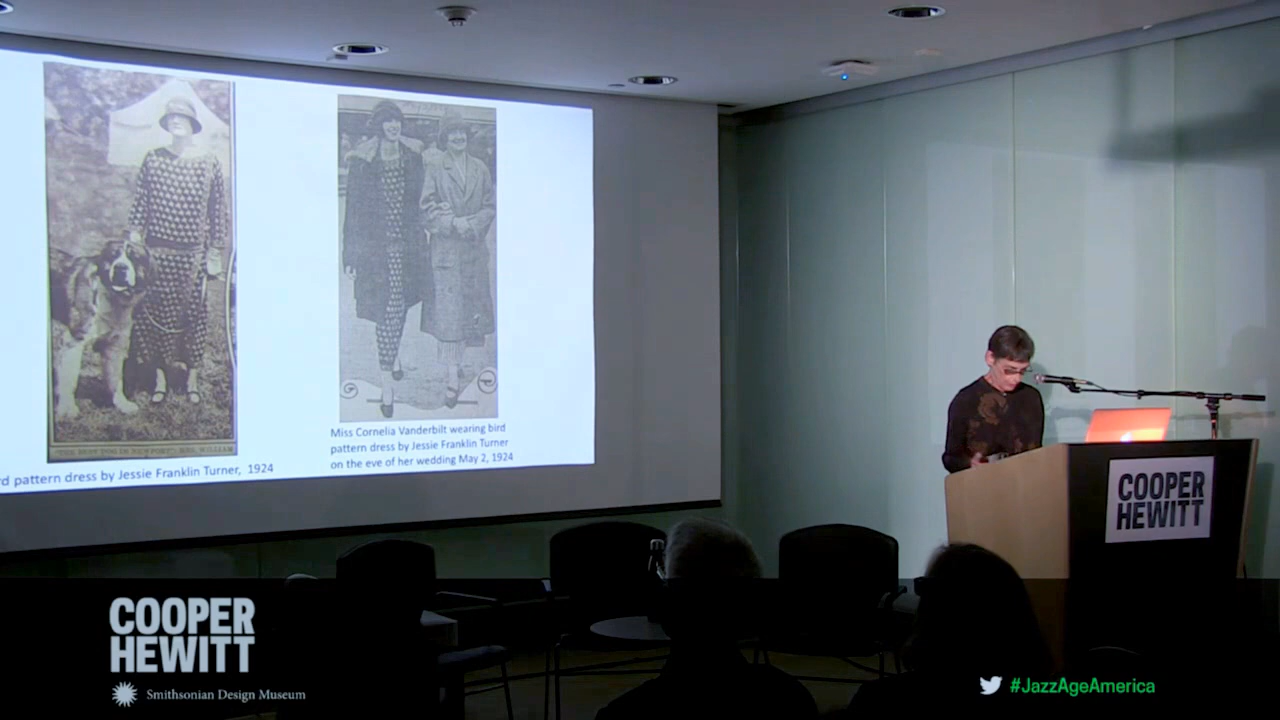 rd pattern dress by Jessie Franklin Turner, 1924
Miss Cornelia Vanderbilt wearing bird
pattern dress by Jessie Franklin Turner
on the eve of her wedding May 2, 1924
COOPER
HEWITT
COOPER
HEWITT
Smithsonian Design Museum
#JazzAgeAmerica